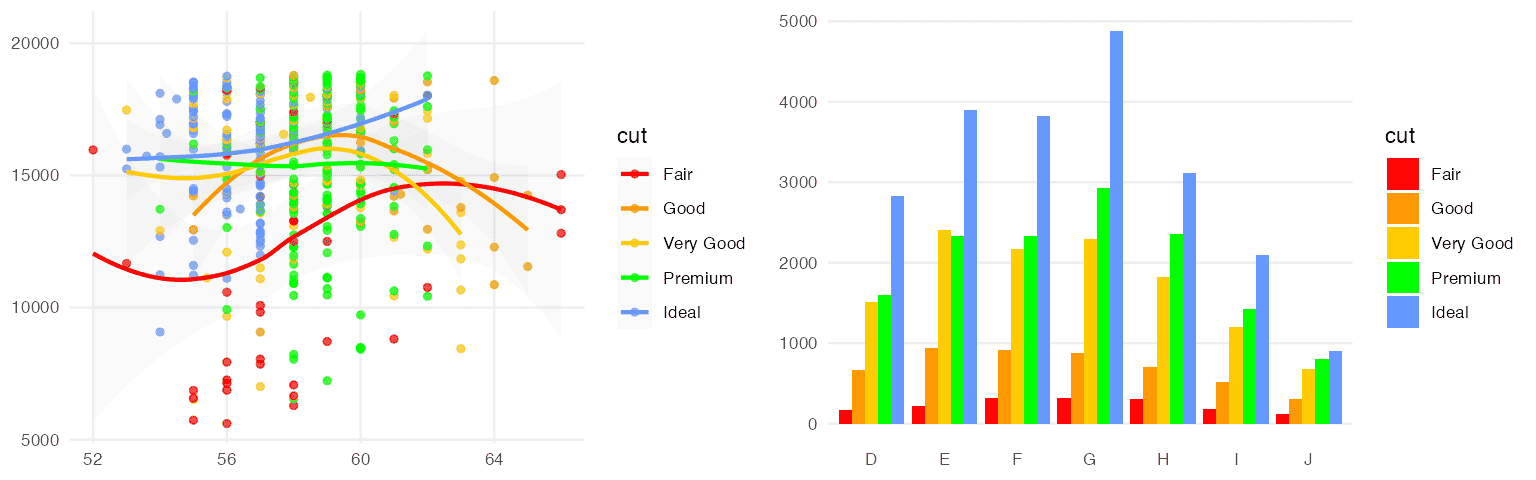 20000
15000
10000
5000
52 56 60 64
cut
Fair
Good
Very Good
Premium
Ideal
5000
4000
3000
2000
1000
0
D E F G H I J
cut
Fair
Good
Very Good
Premium
Ideal